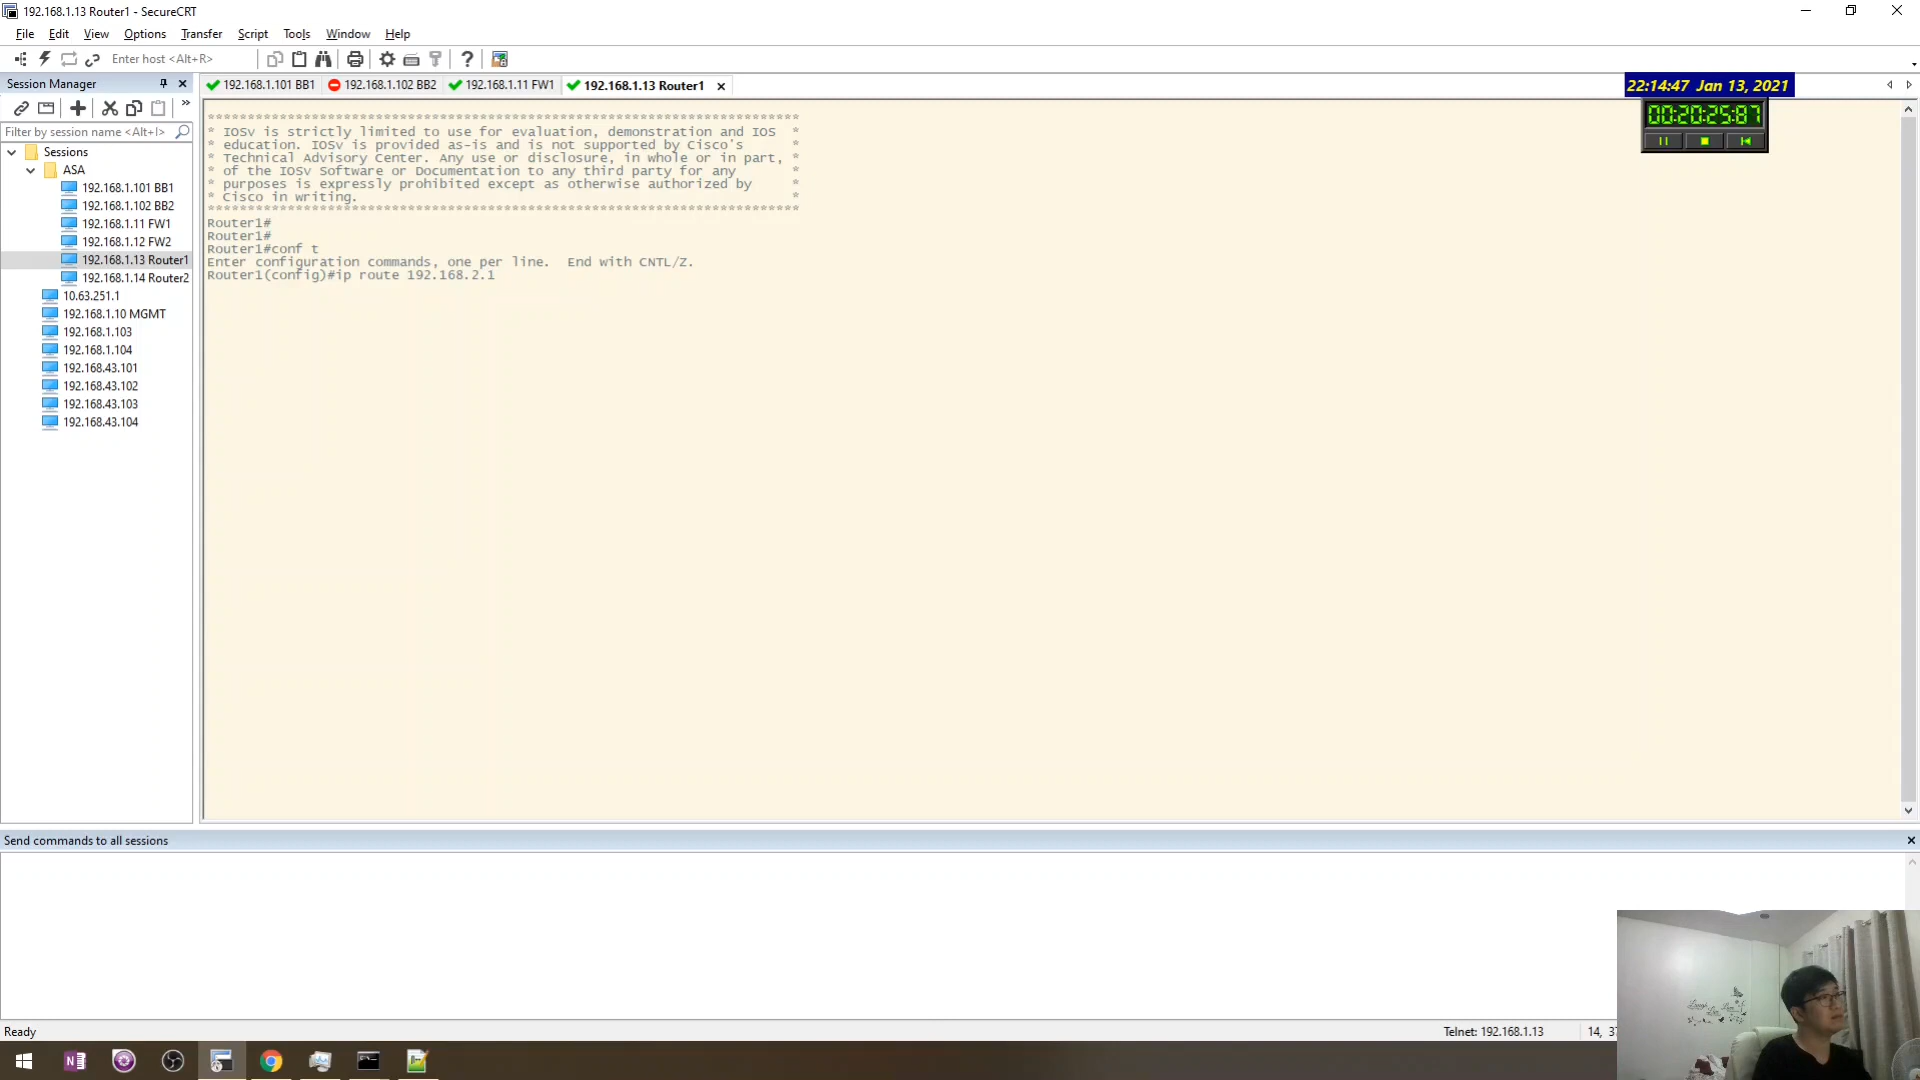 192.168.1.13 Router1 - SecureCRT
File Edit View Options Transfer Script Tools Window Help
Enter host <Alt+R>
Session Manager
192.168.1.101 BB1
192.168.1.102 BB2
192.168.1.11 FW1
192.168.1.13 Router1
22:14:47 Jan 13, 2021
00:20:25:87
Filter by session name <Alt+I>
Sessions
ASA
192.168.1.101 BB1
192.168.1.102 BB2
192.168.1.11 FW1
192.168.1.12 FW2
192.168.1.13 Router1
192.168.1.14 Router2
10.63.251.1
192.168.1.10 MGMT
192.168.1.103
192.168.1.104
192.168.43.101
192.168.43.102
192.168.43.103
192.168.43.104
**************************************************************************
* IOSv is strictly limited to use for evaluation, demonstration and IOS  *
* education. IOSv is provided as-is and is not supported by Cisco's      *
* Technical Advisory Center. Any use or disclosure, in whole or in part, *
* of the IOSv Software or Documentation to any third party for any       *
* purposes is expressly prohibited except as otherwise authorized by     *
* Cisco in writing.                                                      *
**************************************************************************
Router1#
Router1#
Router1#conf t
Enter configuration commands, one per line.  End with CNTL/Z.
Router1(config)#ip route 192.168.2.1
Send commands to all sessions
Ready
Telnet: 192.168.1.13
14,